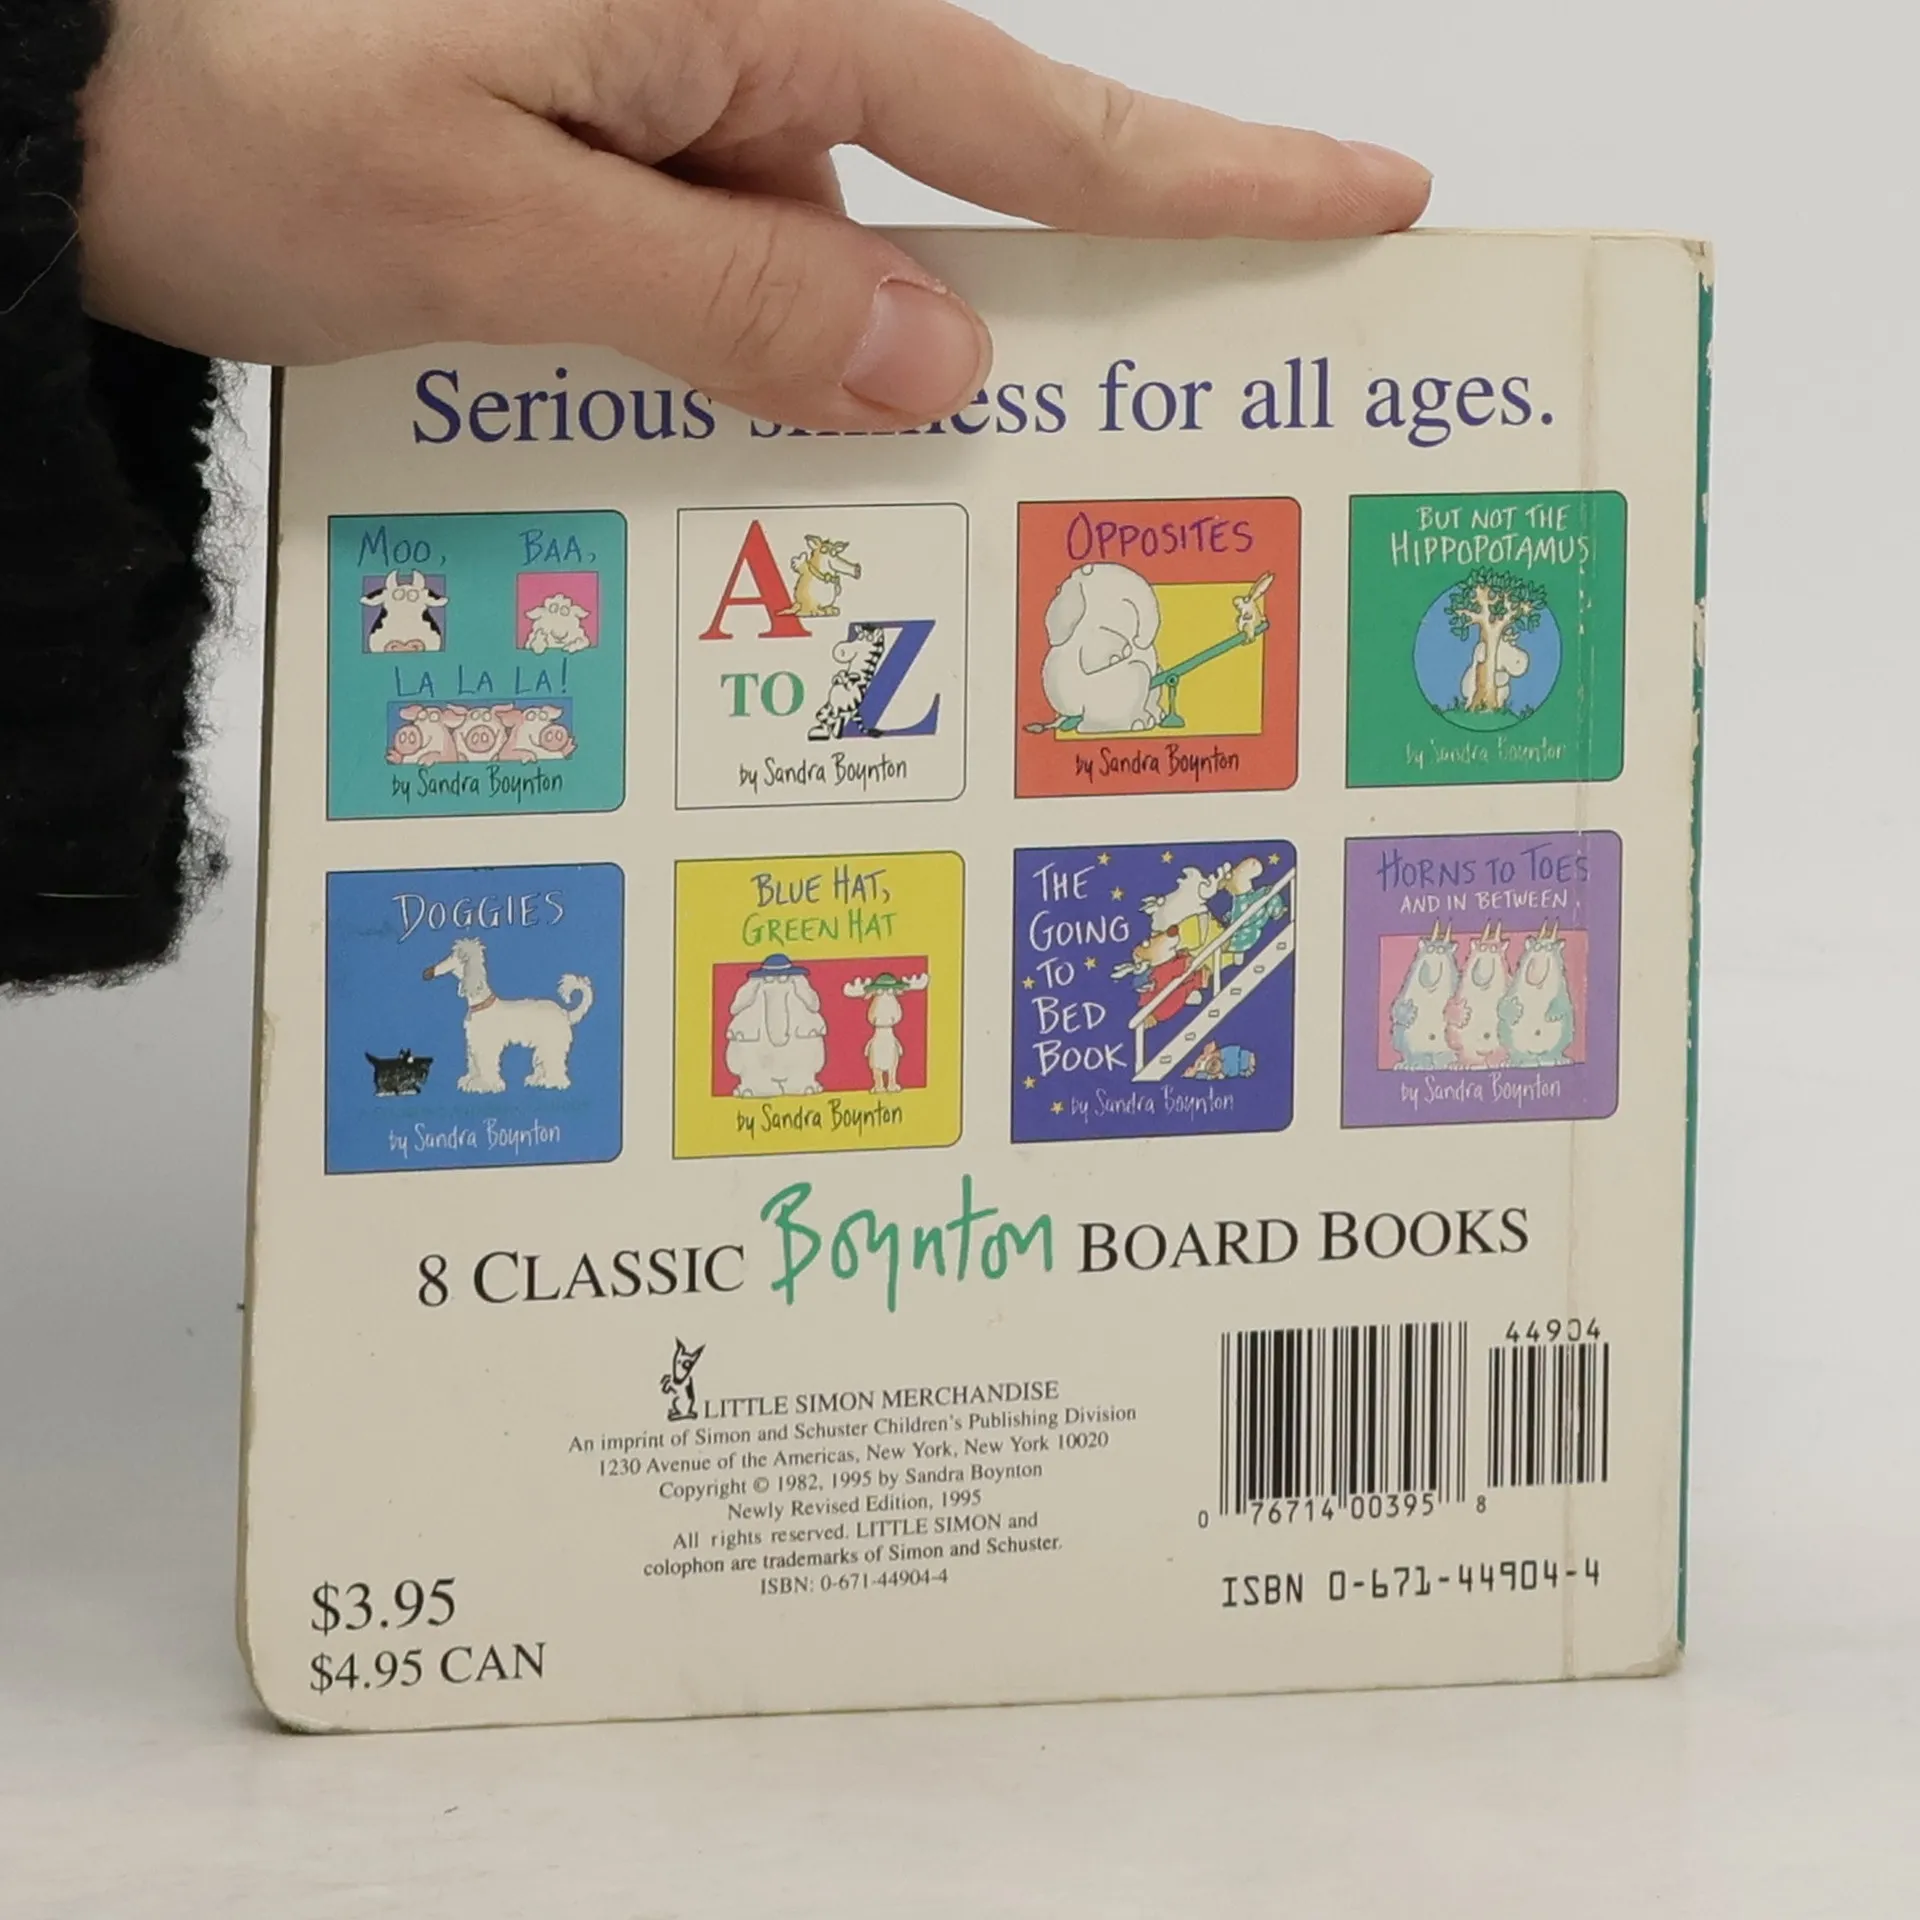 Serious silliness for all ages.
MOO, BAA,
LA LA LA!
by Sandra Boynton
A
TO
Z
by Sandra Boynton
OPPOSITES
by Sandra Boynton
BUT NOT THE
HIPPOPOTAMUS
by Sandra Boynton
DOGGIES
by Sandra Boynton
BLUE HAT,
GREEN HAT
by Sandra Boynton
THE
GOING
TO
BED
BOOK
by Sandra Boynton
HORNS TO TOES
AND IN BETWEEN
by Sandra Boynton
8 CLASSIC Boynton BOARD BOOKS
LITTLE SIMON MERCHANDISE
An imprint of Simon and Schuster Children's Publishing Division
1230 Avenue of the Americas, New York, New York 10020
Copyright © 1982, 1995 by Sandra Boynton
Newly Revised Edition, 1995
All rights reserved. LITTLE SIMON and
colophon are trademarks of Simon and Schuster.
ISBN: 0-671-44904-4
$3.95
$4.95 CAN
44904
0 76714 00395 8
ISBN 0-671-44904-4